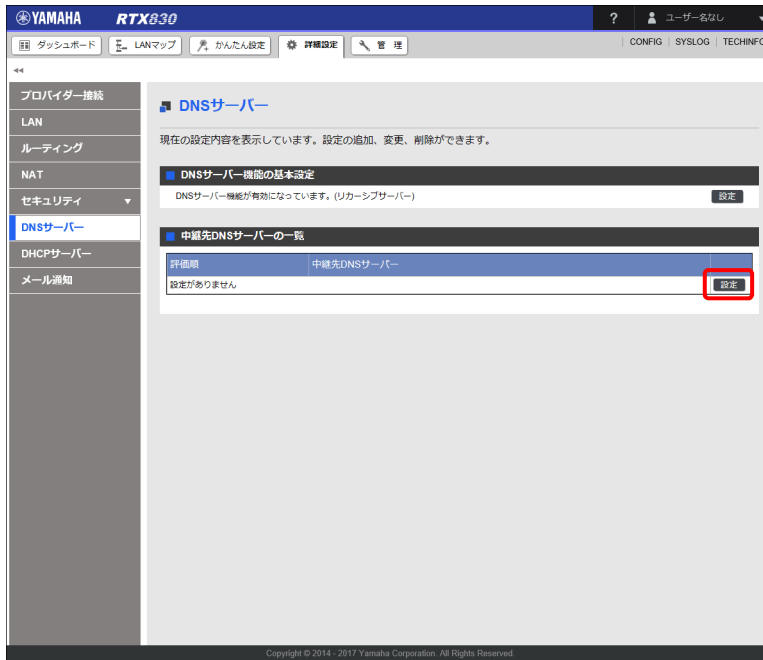 YAMAHA RTX830 ? ユーザー名なし
ダッシュボード LANマップ かんたん設定 詳細設定 管 理 CONFIG SYSLOG TECHINFO
プロバイダー接続
LAN
ルーティング
NAT
セキュリティ
DNSサーバー
DHCPサーバー
メール通知
DNSサーバー
現在の設定内容を表示しています。設定の追加、変更、削除ができます。
DNSサーバー機能の基本設定
DNSサーバー機能が有効になっています。(リカーシブサーバー) 設定
中継先DNSサーバーの一覧
評価順 中継先DNSサーバー
設定がありません 設定
Copyright © 2014 - 2017 Yamaha Corporation. All Rights Reserved.